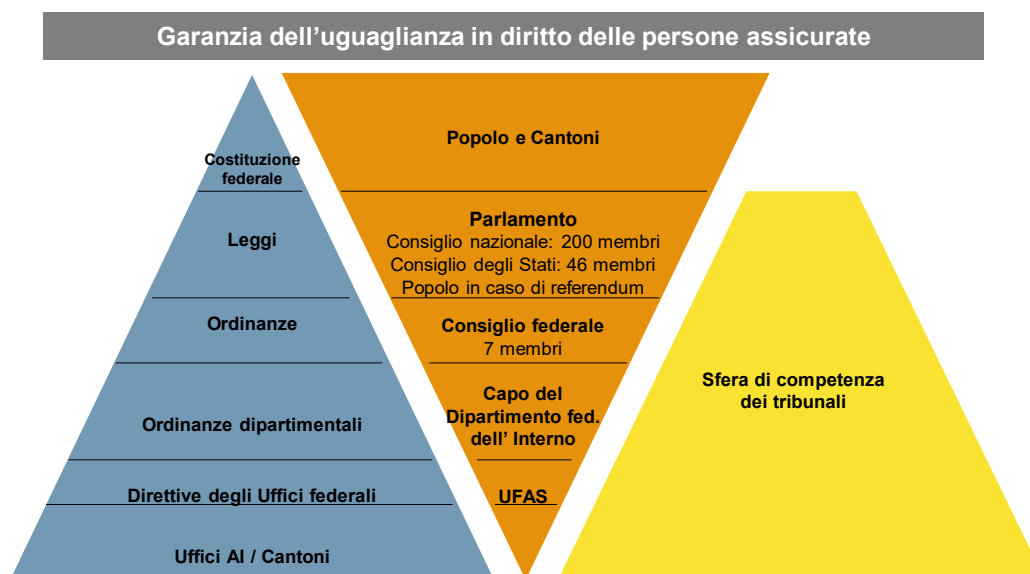 Garanzia dell’uguaglianza in diritto delle persone assicurate
Costituzione
federale
Leggi
Ordinanze
Ordinanze dipartimentali
Direttive degli Uffici federali
Uffici AI / Cantoni
Popolo e Cantoni
Parlamento
Consiglio nazionale: 200 membri
Consiglio degli Stati: 46 membri
Popolo in caso di referendum
Consiglio federale
7 membri
Capo del
Dipartimento fed.
dell’ Interno
UFAS
Sfera di competenza
dei tribunali